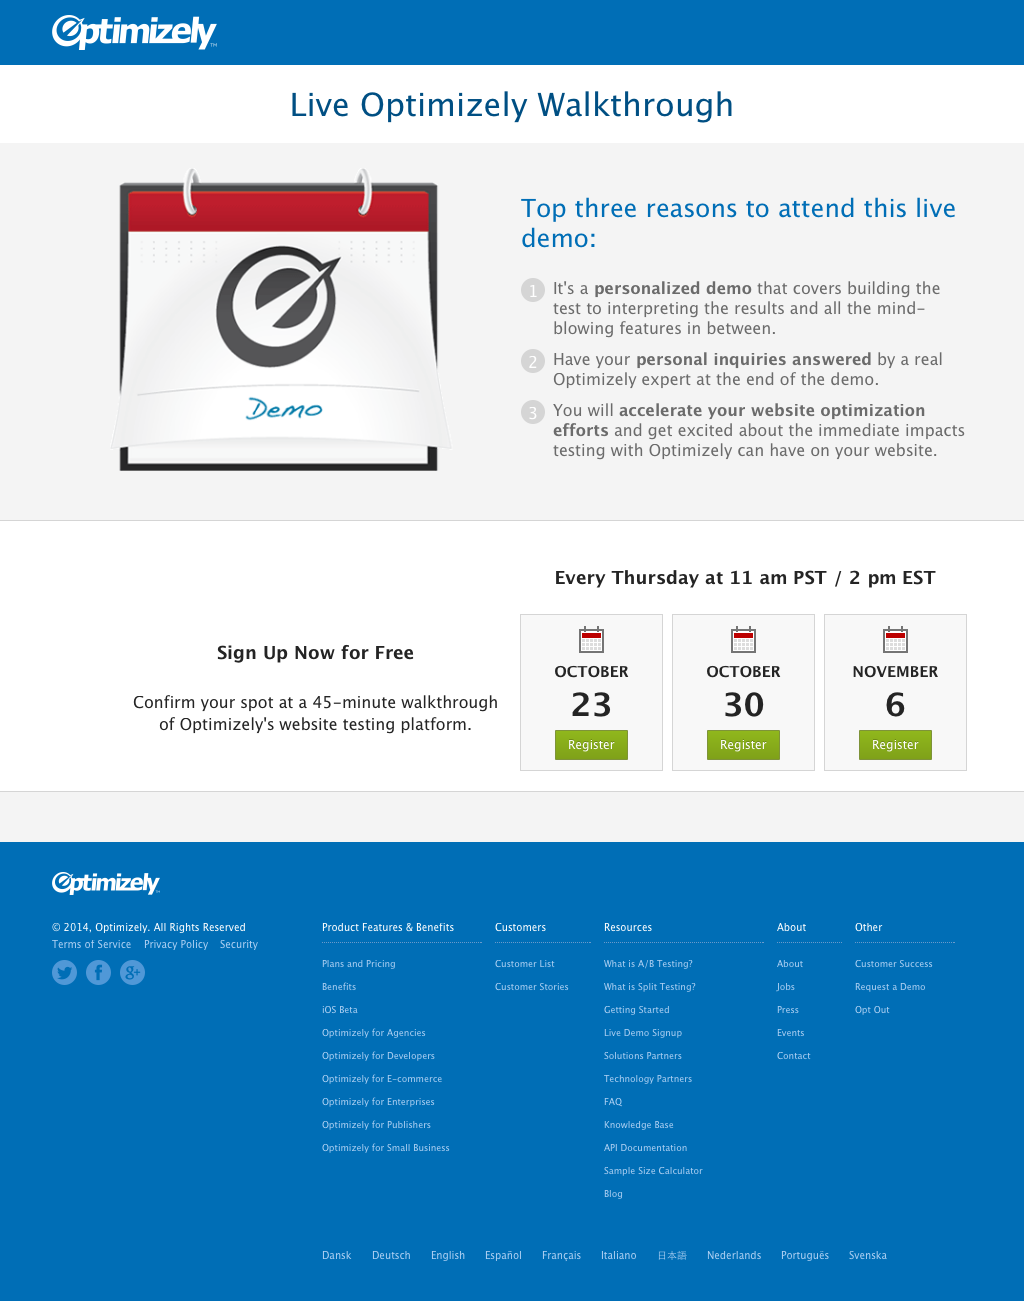 Optimizely™
Live Optimizely Walkthrough
Demo
Top three reasons to attend this live
demo:
1 It's a personalized demo that covers building the
test to interpreting the results and all the mind-
blowing features in between.
2 Have your personal inquiries answered by a real
Optimizely expert at the end of the demo.
3 You will accelerate your website optimization
efforts and get excited about the immediate impacts
testing with Optimizely can have on your website.
Sign Up Now for Free
Confirm your spot at a 45-minute walkthrough
of Optimizely's website testing platform.
Every Thursday at 11 am PST / 2 pm EST
OCTOBER
23
Register
OCTOBER
30
Register
NOVEMBER
6
Register
Optimizely
© 2014, Optimizely. All Rights Reserved
Terms of Service Privacy Policy Security
Product Features & Benefits
Plans and Pricing
Benefits
iOS Beta
Optimizely for Agencies
Optimizely for Developers
Optimizely for E-commerce
Optimizely for Enterprises
Optimizely for Publishers
Optimizely for Small Business
Customers
Customer List
Customer Stories
Resources
What is A/B Testing?
What is Split Testing?
Getting Started
Live Demo Signup
Solutions Partners
Technology Partners
FAQ
Knowledge Base
API Documentation
Sample Size Calculator
Blog
About
About
Jobs
Press
Events
Contact
Other
Customer Success
Request a Demo
Opt Out
Dansk Deutsch English Español Français Italiano 日本語 Nederlands Português Svenska